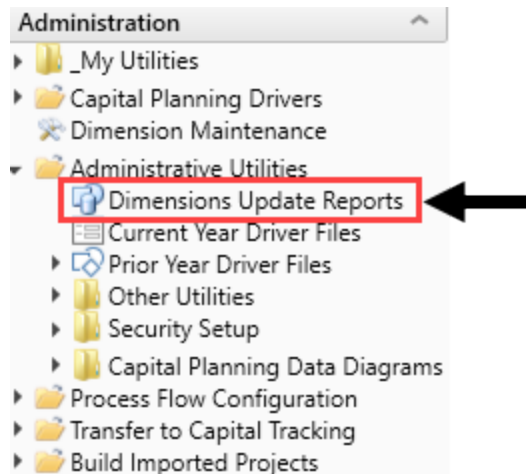 Administration
_My Utilities
Capital Planning Drivers
Dimension Maintenance
Administrative Utilities
Dimensions Update Reports
Current Year Driver Files
Prior Year Driver Files
Other Utilities
Security Setup
Capital Planning Data Diagrams
Process Flow Configuration
Transfer to Capital Tracking
Build Imported Projects